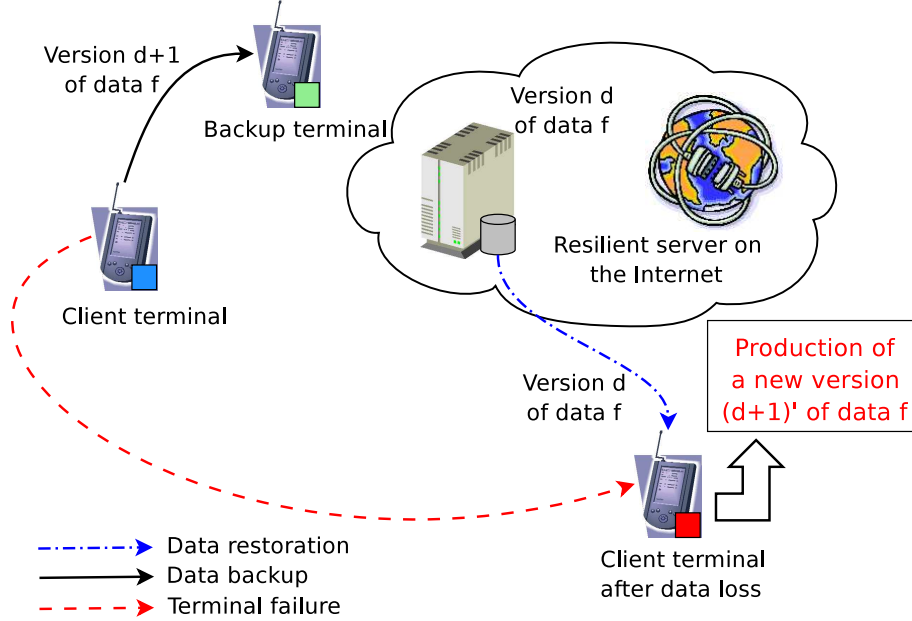 Version d+1
of data f
Backup terminal
Version d
of data f
Resilient server on
the Internet
Client terminal
Production of
a new version
(d+1)' of data f
Version d
of data f
Client terminal
after data loss
Data restoration
Data backup
Terminal failure